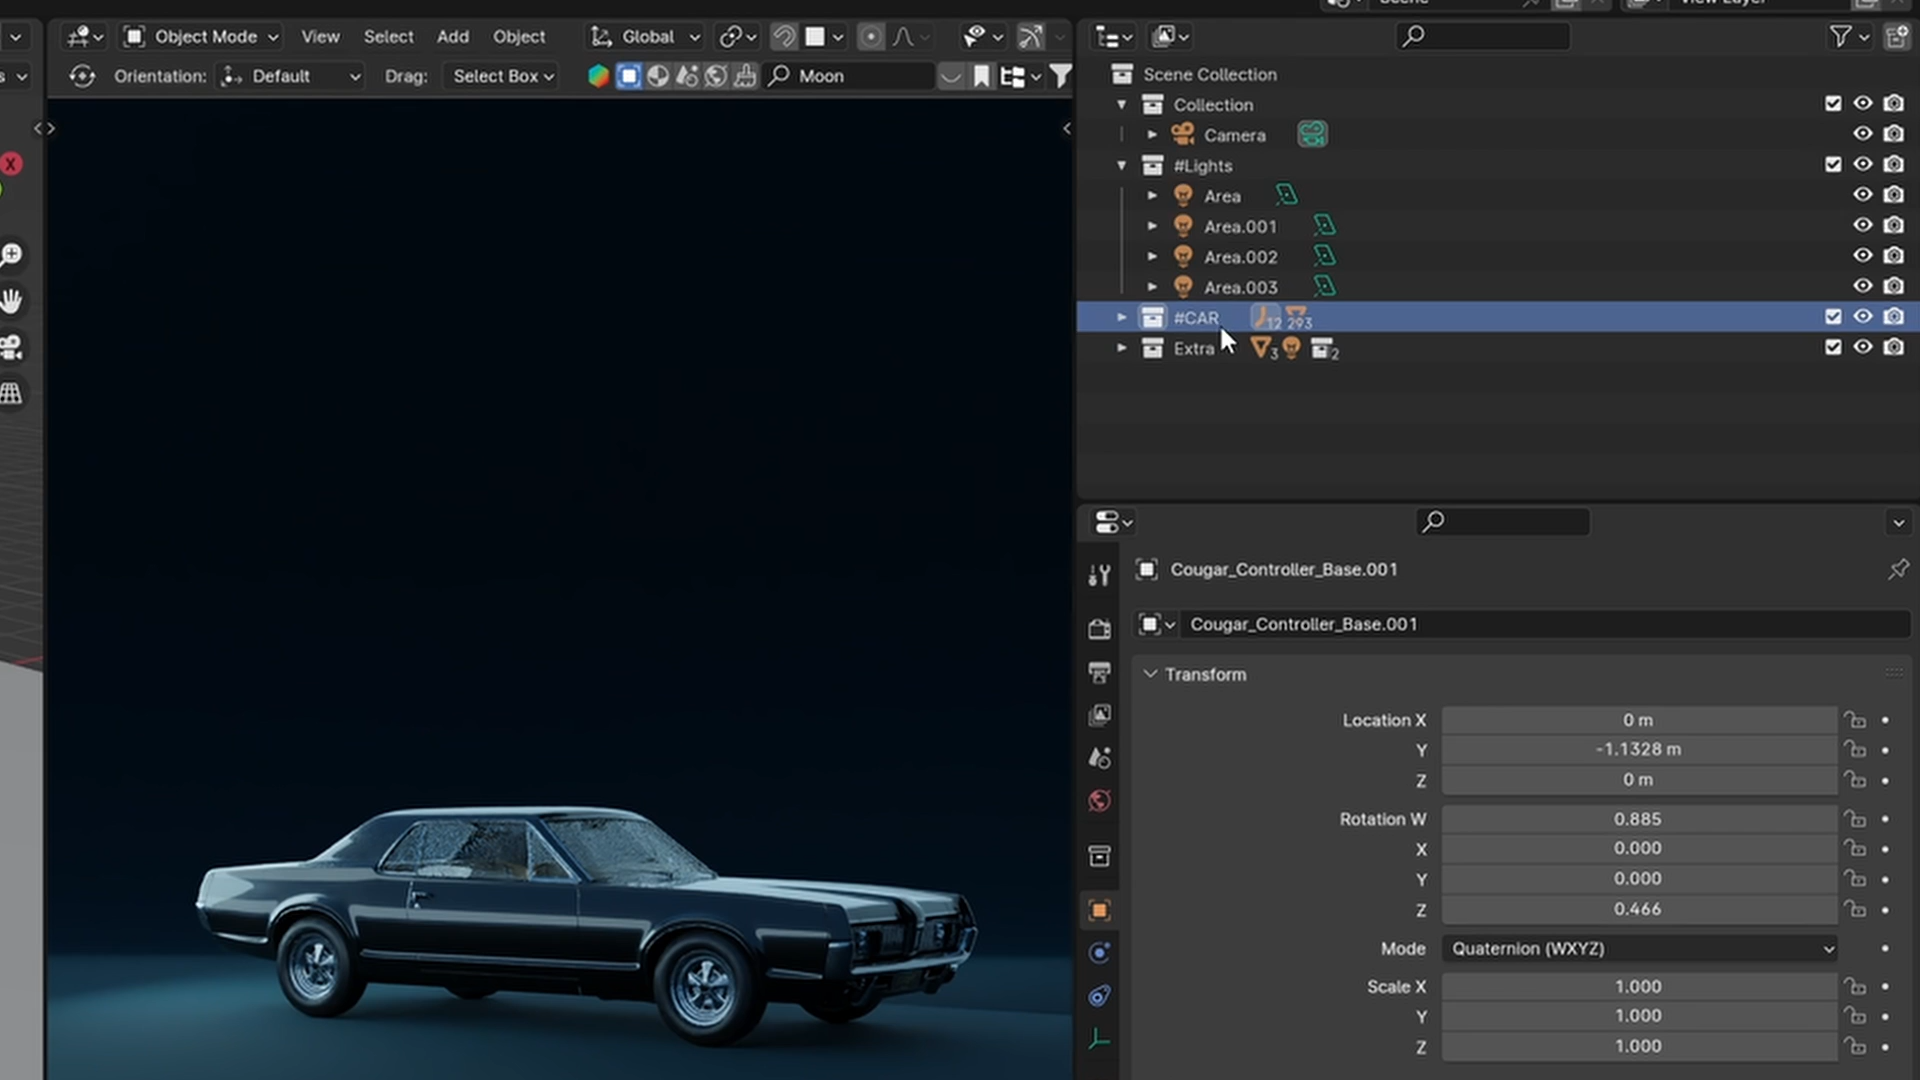 Scene
View Layer
Object Mode
View
Select
Add
Object
Global
s
Orientation:
Default
Drag:
Select Box
Moon
Scene Collection
Collection
Camera
#Lights
Area
Area.001
Area.002
Area.003
#CAR
12
293
Extra
3
2
X
Cougar_Controller_Base.001
Cougar_Controller_Base.001
Transform
Location X 0 m
Y -1.1328 m
Z 0 m
Rotation W 0.885
X 0.000
Y 0.000
Z 0.466
Mode Quaternion (WXYZ)
Scale X 1.000
Y 1.000
Z 1.000